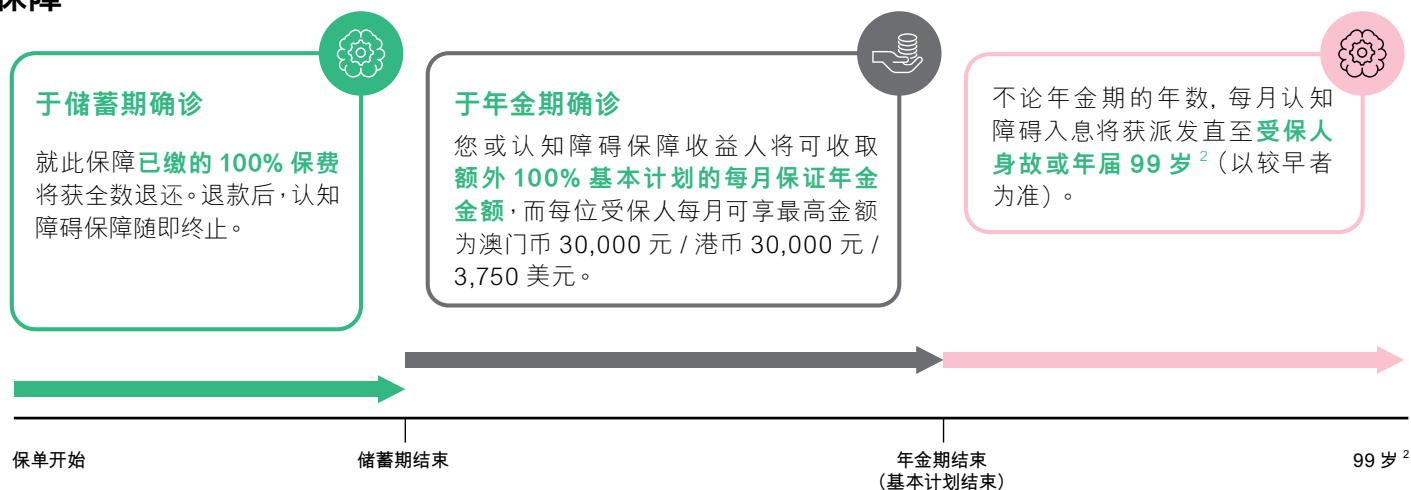 保障
于储蓄期确诊
就此保障已缴的 100% 保费
将获全数退还。退款后,认知
障碍保障随即终止。
于年金期确诊
您或认知障碍保障收益人将可收取
额外 100% 基本计划的每月保证年金
金额,而每位受保人每月可享最高金额
为澳门币 30,000 元 / 港币 30,000 元 /
3,750 美元。
不论年金期的年数, 每月认知
障碍入息将获派发直至受保人
身故或年届 99 岁 2(以较早者
为准)。
保单开始
储蓄期结束
年金期结束
(基本计划结束)
99 岁 2